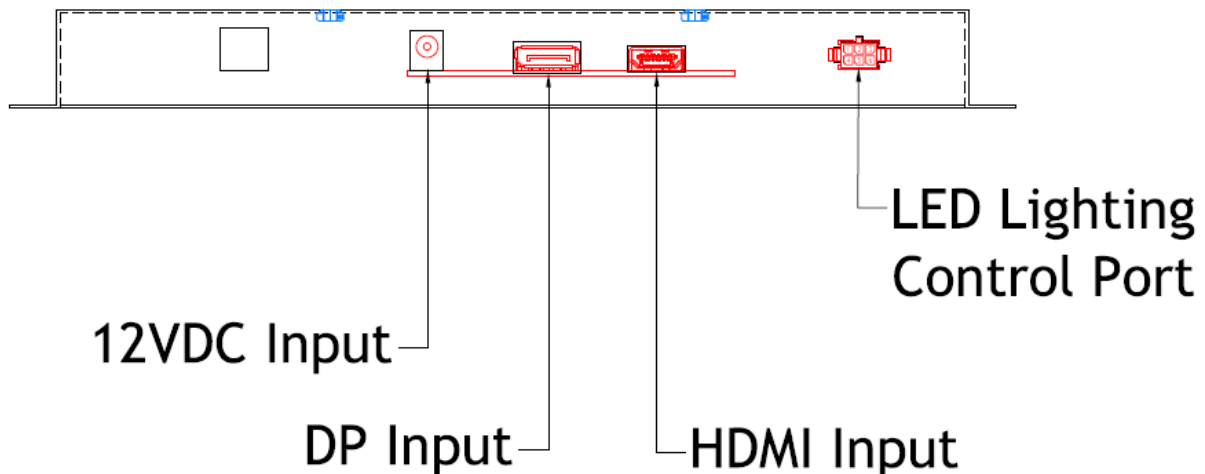 LED Lighting
Control Port
12VDC Input
DP Input
HDMI Input